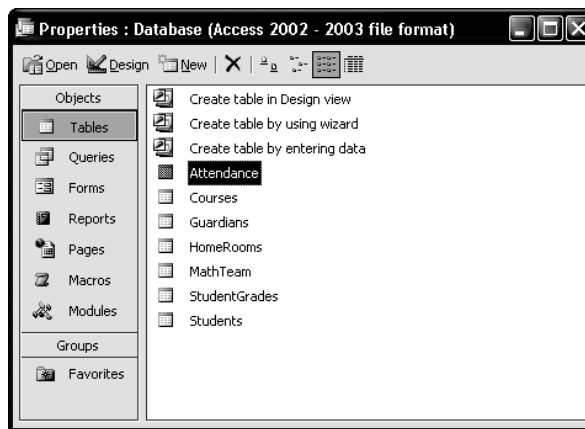 Properties : Database (Access 2002 - 2003 file format)
Open Design New
Objects
Tables
Queries
Forms
Reports
Pages
Macros
Modules
Groups
Favorites
Create table in Design view
Create table by using wizard
Create table by entering data
Attendance
Courses
Guardians
HomeRooms
MathTeam
StudentGrades
Students